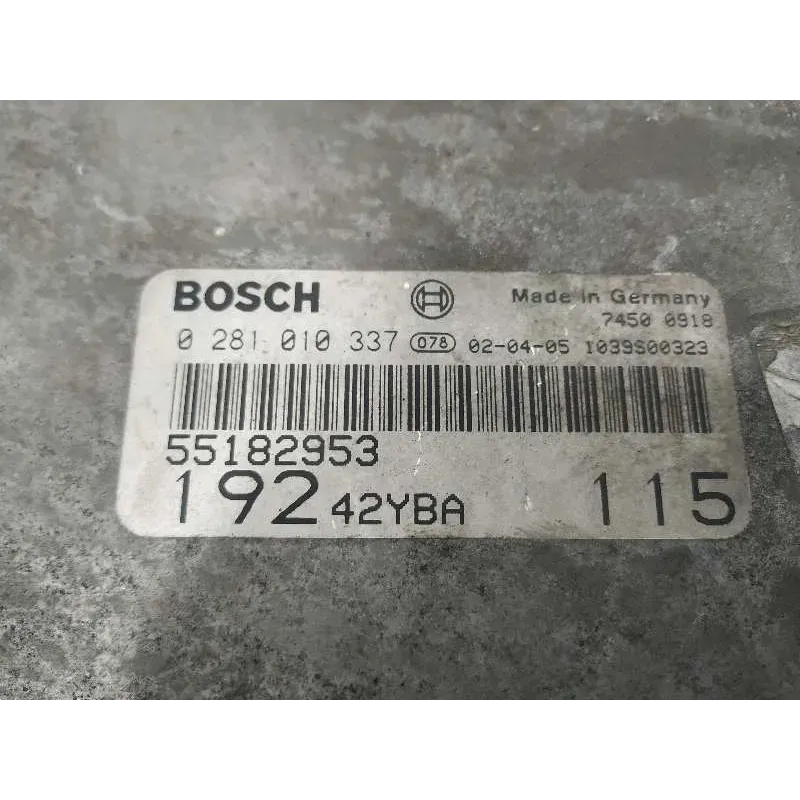 BOSCH Made in Germany
7450 0918
0 281 010 337 078 02-04-05 1039S00323
55182953
192 42YBA 115